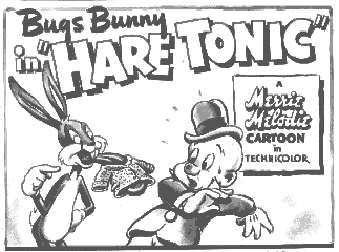 Bugs Bunny
in "HARE TONIC"
A
Merrie
Melodie
CARTOON
in
TECHNICOLOR